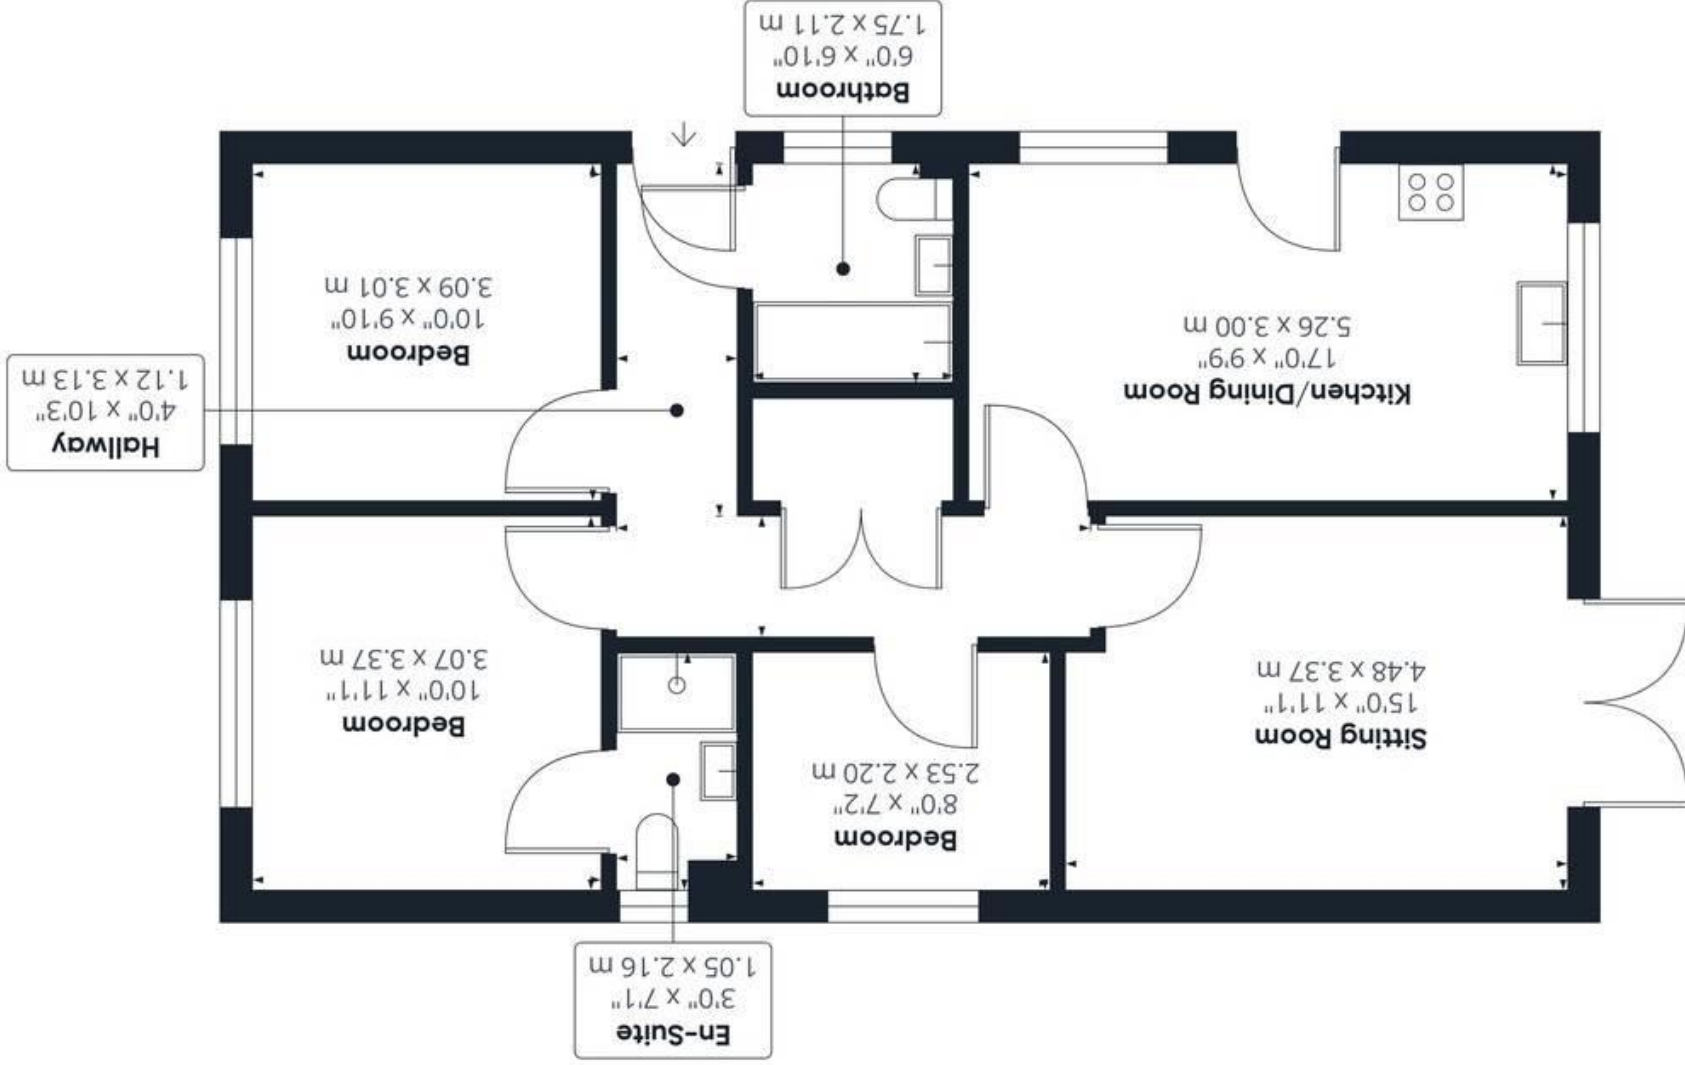 En-Suite
3'0" x 7'1"
1.05 x 2.16 m
Sitting Room
15'0" x 11'1"
4.48 x 3.37 m
Bedroom
8'0" x 7'2"
2.53 x 2.20 m
Bedroom
10'0" x 11'1"
3.07 x 3.37 m
Kitchen/Dining Room
17'0" x 9'9"
5.26 x 3.00 m
Bedroom
10'0" x 9'10"
3.09 x 3.01 m
Hallway
4'0" x 10'3"
1.12 x 3.13 m
Bathroom
6'0" x 6'10"
1.75 x 2.11 m